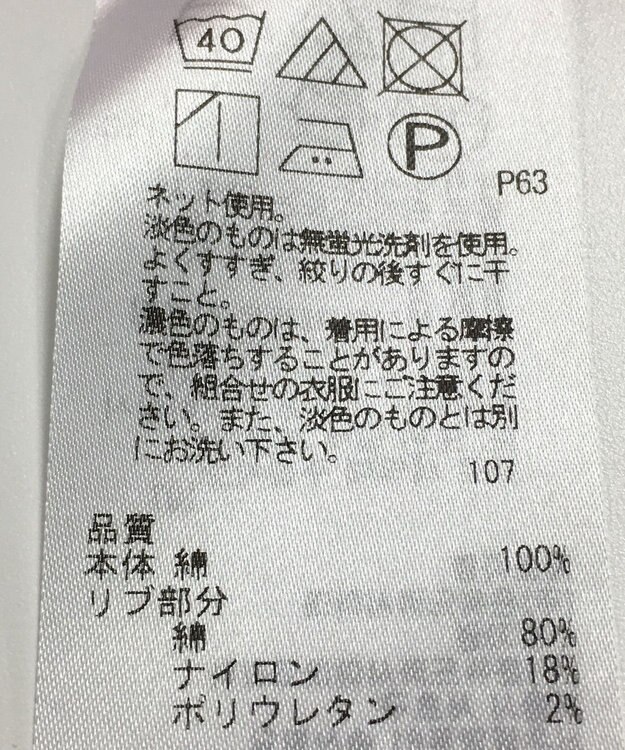 40
P
P63
ネット使用。
淡色のものは無蛍光洗剤を使用。
よくすすぎ、絞りの後すぐに干
すこと。
濃色のものは、着用による摩擦
で色落ちすることがありますの
で、組合せの衣服にご注意くだ
さい。また、淡色のものとは別
にお洗い下さい。
107
品質
本体 綿 100%
リブ部分
綿 80%
ナイロン 18%
ポリウレタン 2%